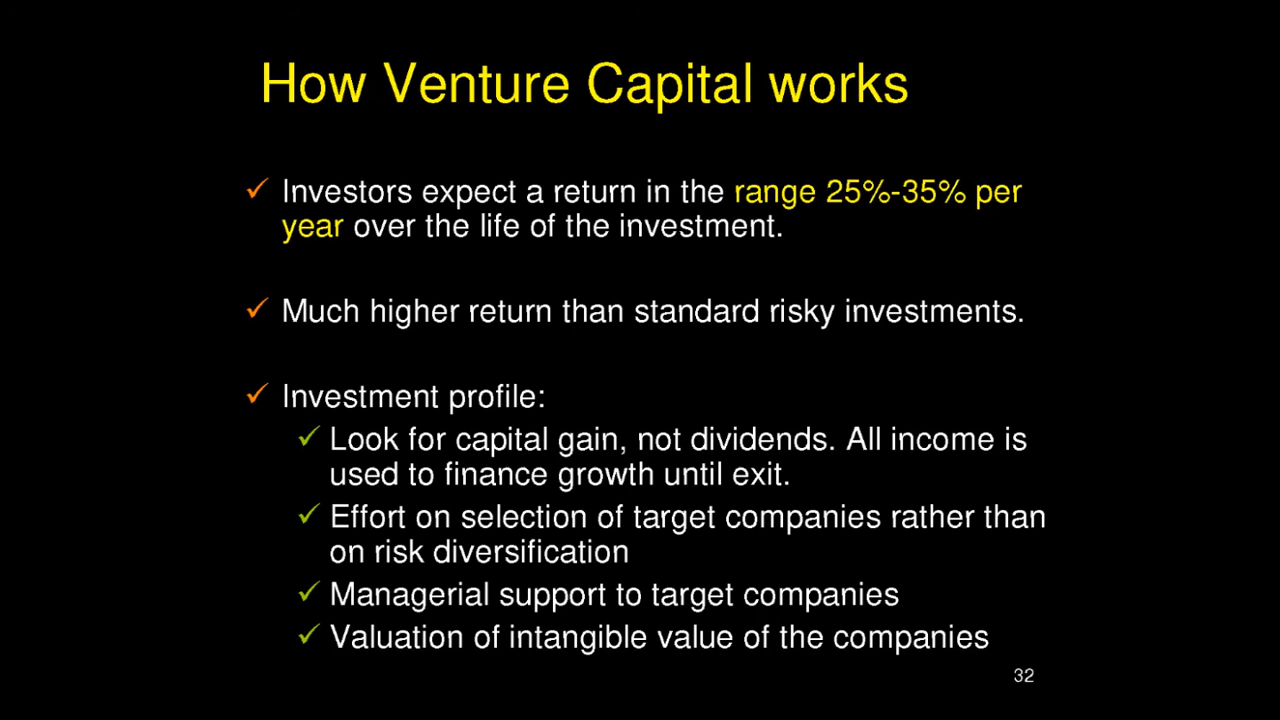 How Venture Capital works
✓ Investors expect a return in the range 25%-35% per
year over the life of the investment.
✓ Much higher return than standard risky investments.
✓ Investment profile:
✓ Look for capital gain, not dividends. All income is
used to finance growth until exit.
✓ Effort on selection of target companies rather than
on risk diversification
✓ Managerial support to target companies
✓ Valuation of intangible value of the companies
32